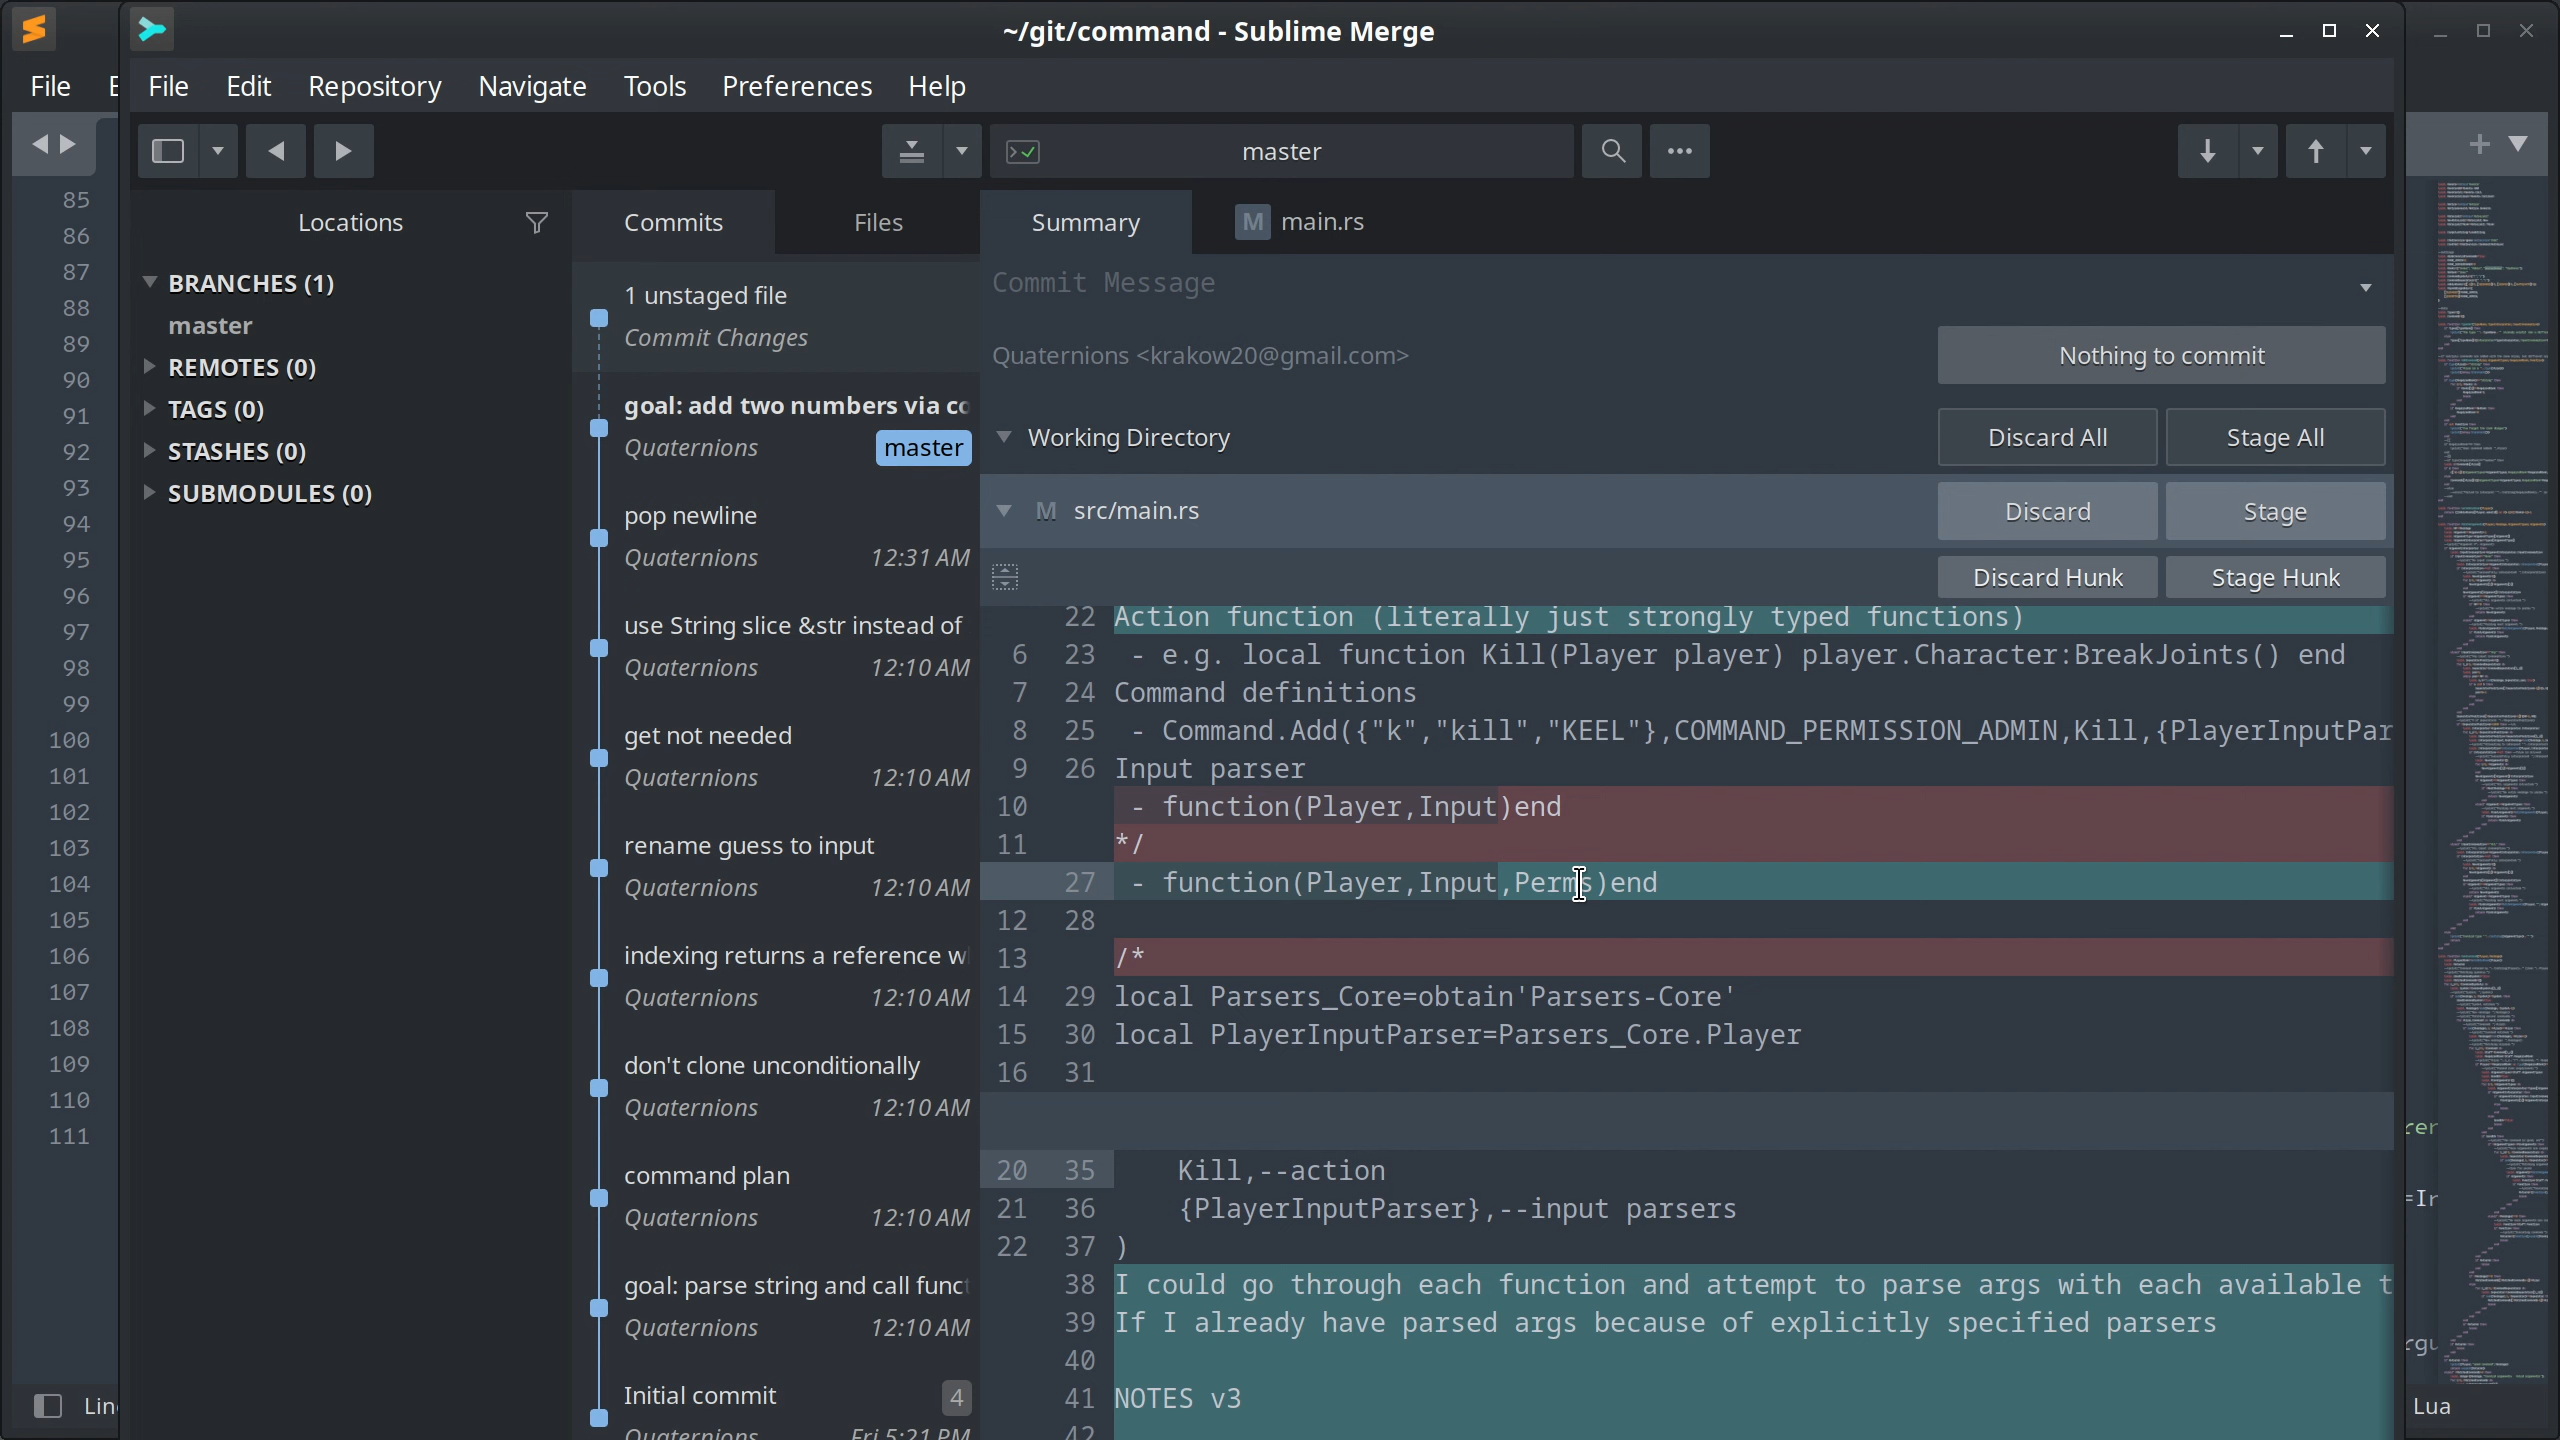 ~/git/command - Sublime Merge
File
File Edit Repository Navigate Tools Preferences Help
master
Locations
Commits Files
Summary M main.rs
BRANCHES (1)
master
REMOTES (0)
TAGS (0)
STASHES (0)
SUBMODULES (0)
1 unstaged file
Commit Changes
goal: add two numbers via co
Quaternions master
pop newline
Quaternions 12:31 AM
use String slice &str instead of
Quaternions 12:10 AM
get not needed
Quaternions 12:10 AM
rename guess to input
Quaternions 12:10 AM
indexing returns a reference w
Quaternions 12:10 AM
don't clone unconditionally
Quaternions 12:10 AM
command plan
Quaternions 12:10 AM
goal: parse string and call func
Quaternions 12:10 AM
Initial commit 4
Quaternions Fri 5:21 PM
Commit Message
Quaternions <krakow20@gmail.com>
Nothing to commit
Working Directory
Discard All Stage All
M src/main.rs
Discard Stage
Discard Hunk Stage Hunk
22 Action function (literally just strongly typed functions)
6 23 - e.g. local function Kill(Player player) player.Character:BreakJoints() end
7 24 Command definitions
8 25 - Command.Add({"k","kill","KEEL"},COMMAND_PERMISSION_ADMIN,Kill,{PlayerInputPar
9 26 Input parser
10 - function(Player,Input)end
11 */
27 - function(Player,Input,Perms)end
12 28
13 /*
14 29 local Parsers_Core=obtain'Parsers-Core'
15 30 local PlayerInputParser=Parsers_Core.Player
16 31
20 35 Kill,--action
21 36 {PlayerInputParser},--input parsers
22 37 )
38 I could go through each function and attempt to parse args with each available t
39 If I already have parsed args because of explicitly specified parsers
40
41 NOTES v3
42
85
86
87
88
89
90
91
92
93
94
95
96
97
98
99
100
101
102
103
104
105
106
107
108
109
110
111
Lin
Lua